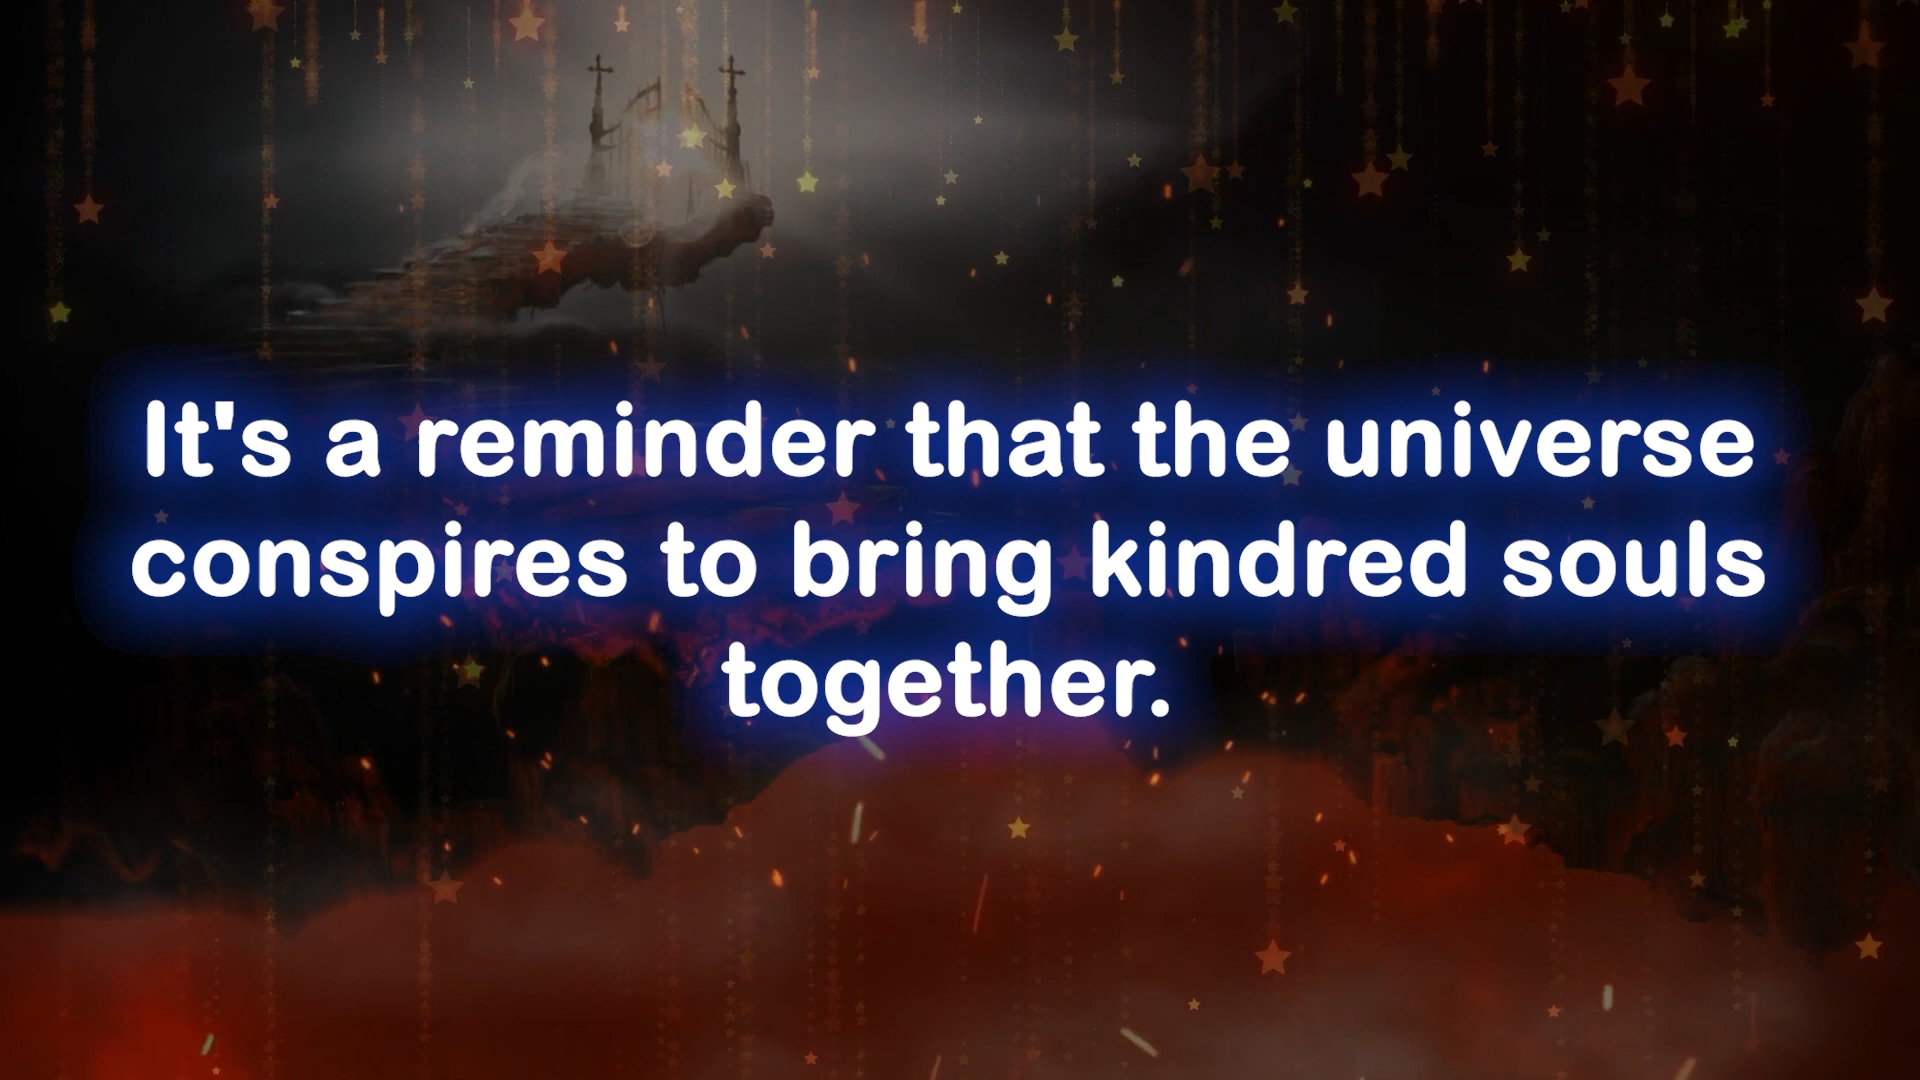 It's a reminder that the universe
conspires to bring kindred souls
together.